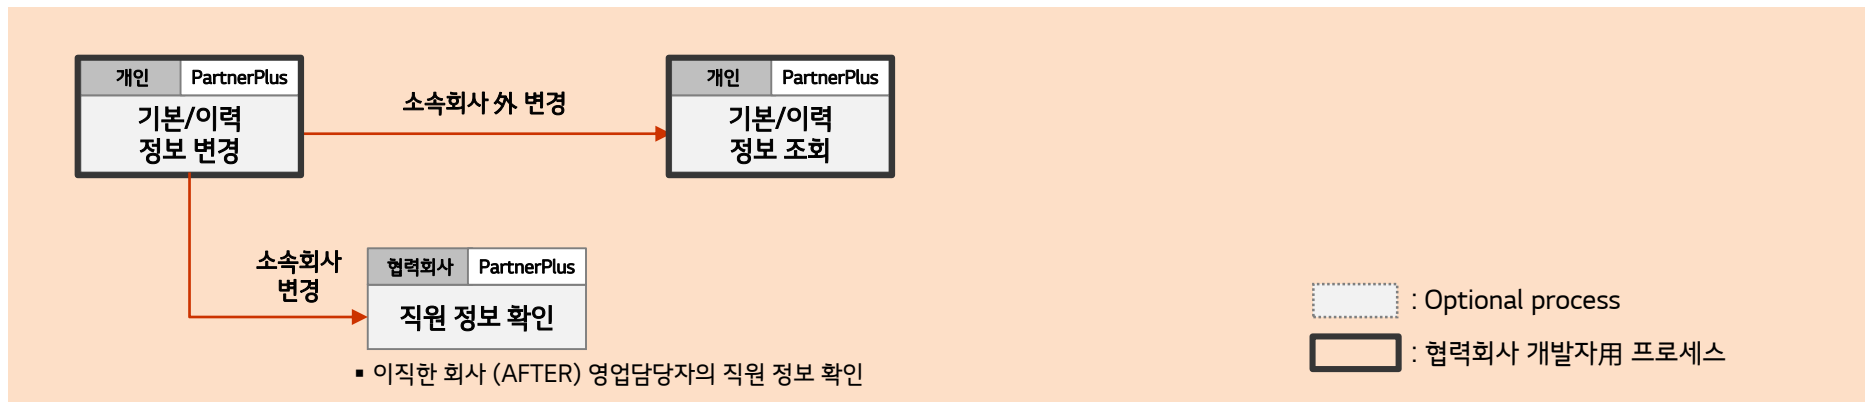 개인 PartnerPlus
기본/이력
정보 변경
소속회사 外 변경
개인 PartnerPlus
기본/이력
정보 조회
소속회사
변경
협력회사 PartnerPlus
직원 정보 확인
▪ 이직한 회사 (AFTER) 영업담당자의 직원 정보 확인
: Optional process
: 협력회사 개발자用 프로세스